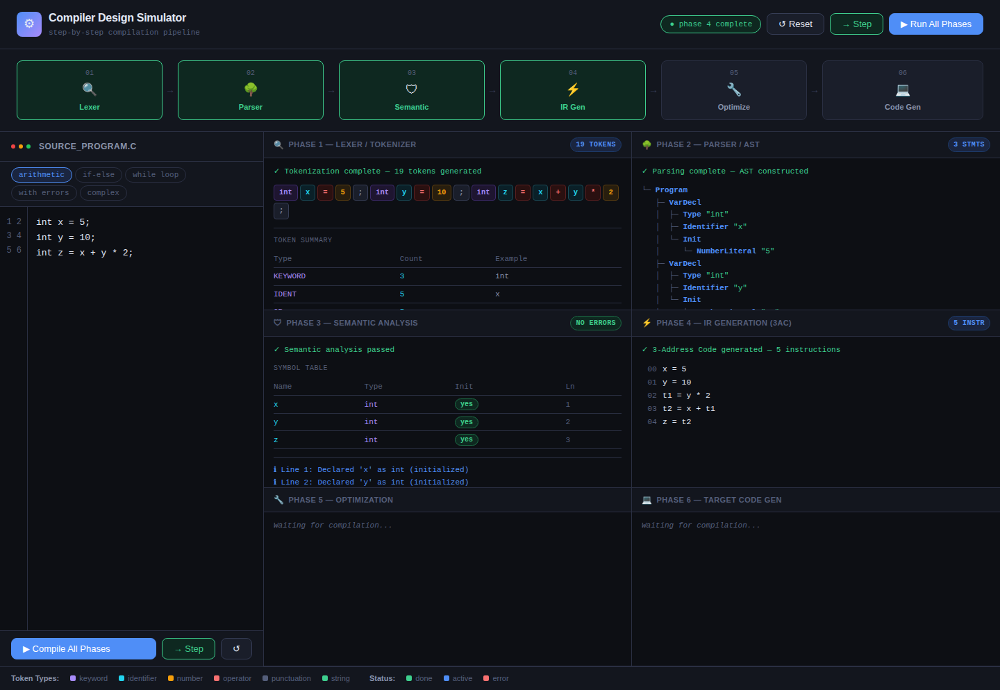 Compiler Design Simulator
step-by-step compilation pipeline
● phase 4 complete
↺ Reset
→ Step
▶ Run All Phases
01
Lexer
→
02
Parser
→
03
Semantic
→
04
IR Gen
→
05
Optimize
→
06
Code Gen
SOURCE_PROGRAM.C
arithmetic
if-else
while loop
with errors
complex
1 2
3 4
5 6
int x = 5;
int y = 10;
int z = x + y * 2;
▶ Compile All Phases
→ Step
↺
PHASE 1 — LEXER / TOKENIZER
19 TOKENS
✓ Tokenization complete — 19 tokens generated
int x = 5 ; int y = 10 ; int z = x + y * 2
;
TOKEN SUMMARY
Type Count Example
KEYWORD 3 int
IDENT 5 x
PHASE 2 — PARSER / AST
3 STMTS
✓ Parsing complete — AST constructed
└─ Program
├─ VarDecl
│ ├─ Type "int"
│ ├─ Identifier "x"
│ └─ Init
│ └─ NumberLiteral "5"
├─ VarDecl
│ ├─ Type "int"
│ ├─ Identifier "y"
│ └─ Init
PHASE 3 — SEMANTIC ANALYSIS
NO ERRORS
✓ Semantic analysis passed
SYMBOL TABLE
Name Type Init Ln
x int yes 1
y int yes 2
z int yes 3
ℹ Line 1: Declared 'x' as int (initialized)
ℹ Line 2: Declared 'y' as int (initialized)
PHASE 4 — IR GENERATION (3AC)
5 INSTR
✓ 3-Address Code generated — 5 instructions
00 x = 5
01 y = 10
02 t1 = y * 2
03 t2 = x + t1
04 z = t2
PHASE 5 — OPTIMIZATION
Waiting for compilation...
PHASE 6 — TARGET CODE GEN
Waiting for compilation...
Token Types: keyword identifier number operator punctuation string Status: done active error